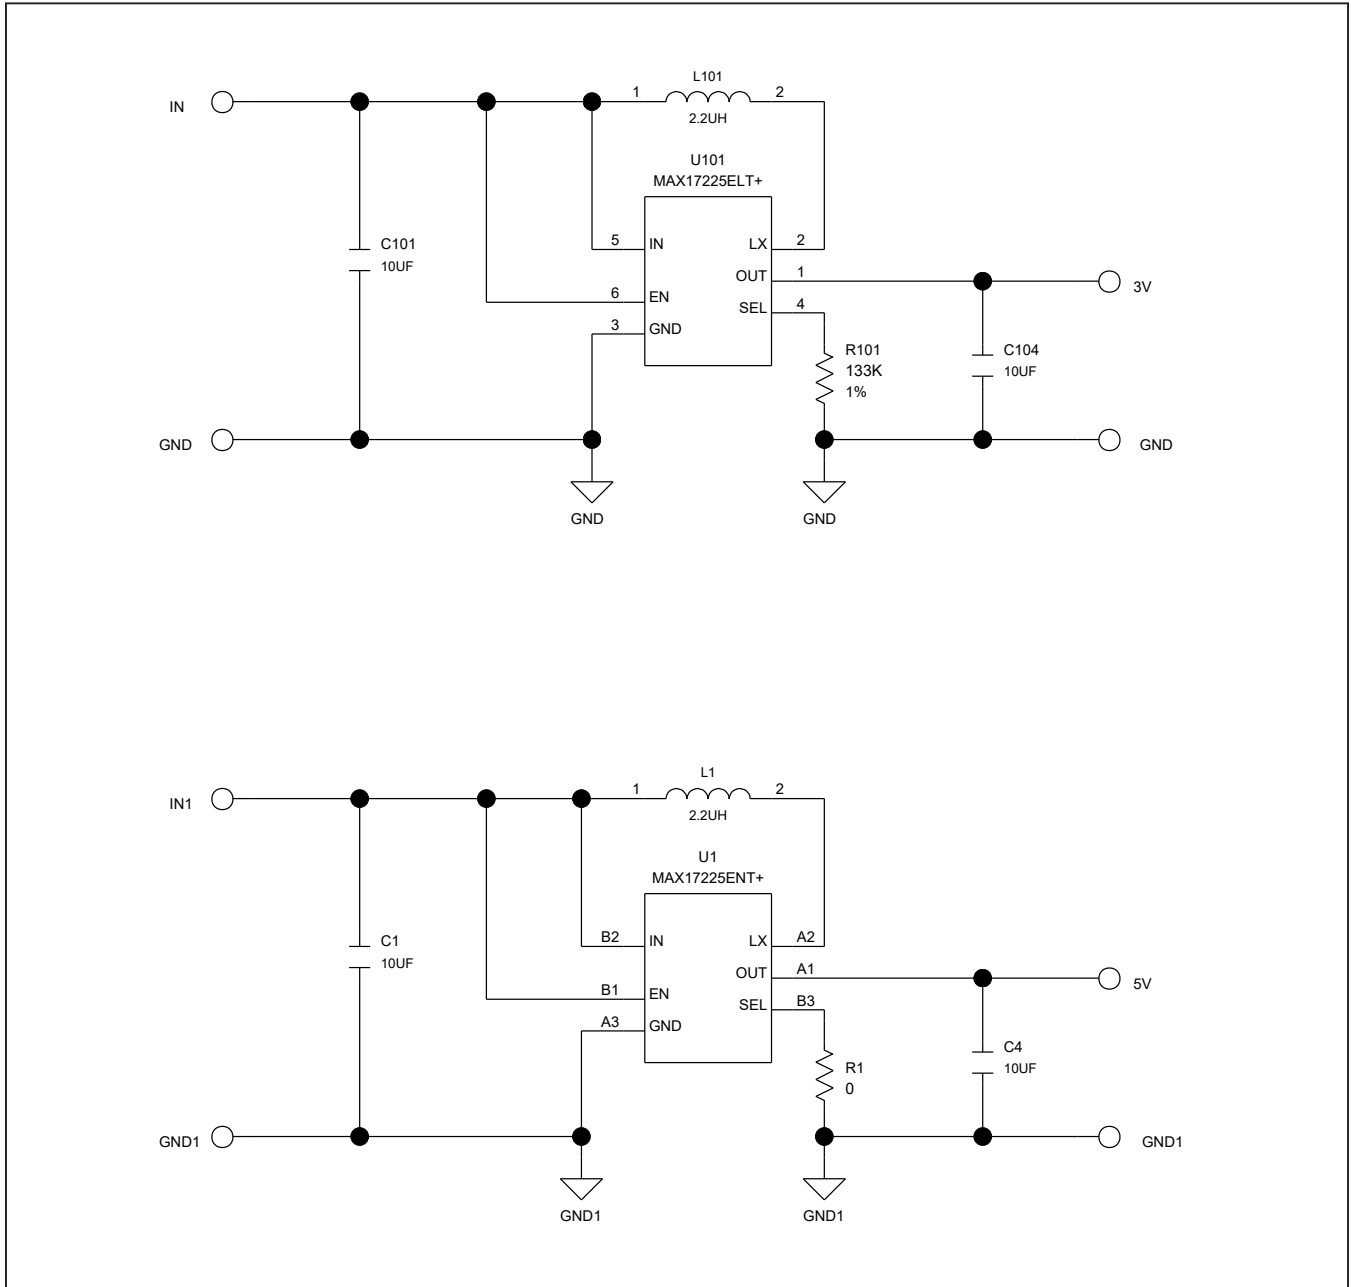 L101
IN
1
2
2.2UH
U101
MAX17225ELT+
C101
10UF
5
IN
LX
2
OUT
1
3V
6
EN
SEL
4
3
GND
R101
133K
1%
C104
10UF
GND
GND
GND
GND
L1
IN1
1
2
2.2UH
U1
MAX17225ENT+
C1
10UF
B2
IN
LX
A2
OUT
A1
5V
B1
EN
SEL
B3
A3
GND
R1
0
C4
10UF
GND1
GND1
GND1
GND1